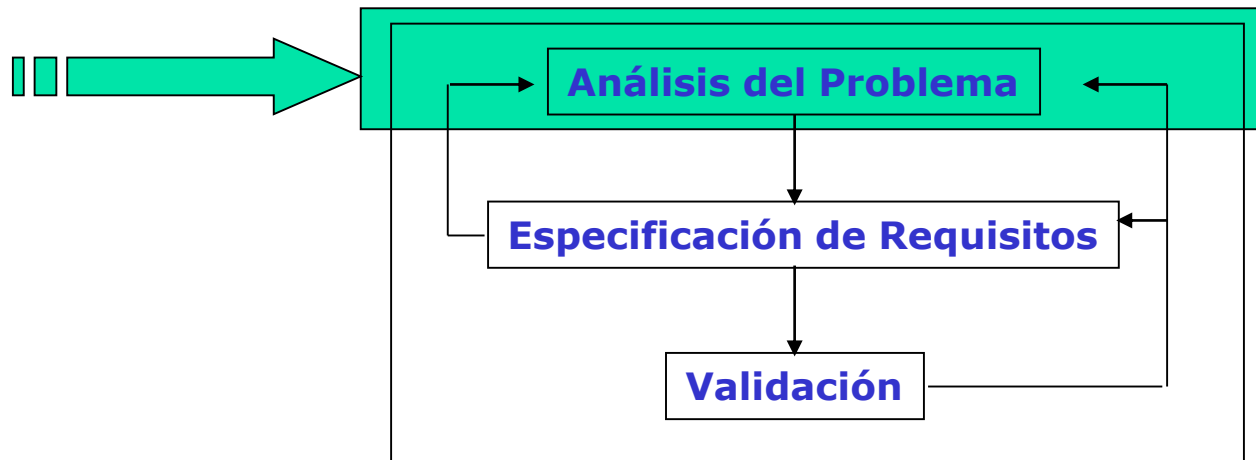 Análisis del Problema
Especificación de Requisitos
Validación